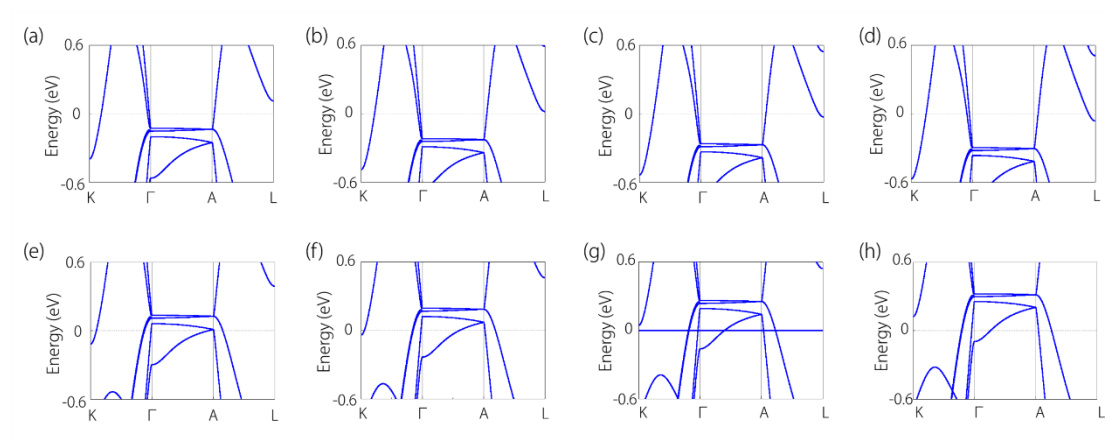 (a)
0.6
Energy (eV)
0
-0.6
K Γ A L
(b)
0.6
Energy (eV)
0
-0.6
K Γ A L
(c)
0.6
Energy (eV)
0
-0.6
K Γ A L
(d)
0.6
Energy (eV)
0
-0.6
K Γ A L
(e)
0.6
Energy (eV)
0
-0.6
K Γ A L
(f)
0.6
Energy (eV)
0
-0.6
K Γ A L
(g)
0.6
Energy (eV)
0
-0.6
K Γ A L
(h)
0.6
Energy (eV)
0
-0.6
K Γ A L